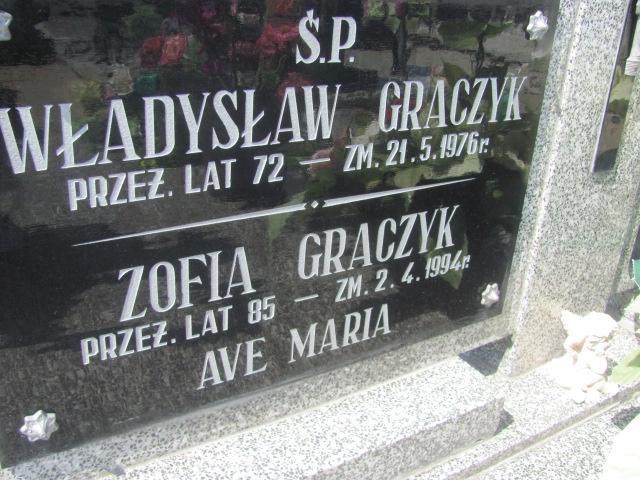 Ś.P.
WŁADYSŁAW GRACZYK
PRZEŻ. LAT 72 — ZM. 21.5.1976r.
ZOFIA GRACZYK
PRZEŻ. LAT 85 — ZM. 2.4.1994r.
AVE MARIA